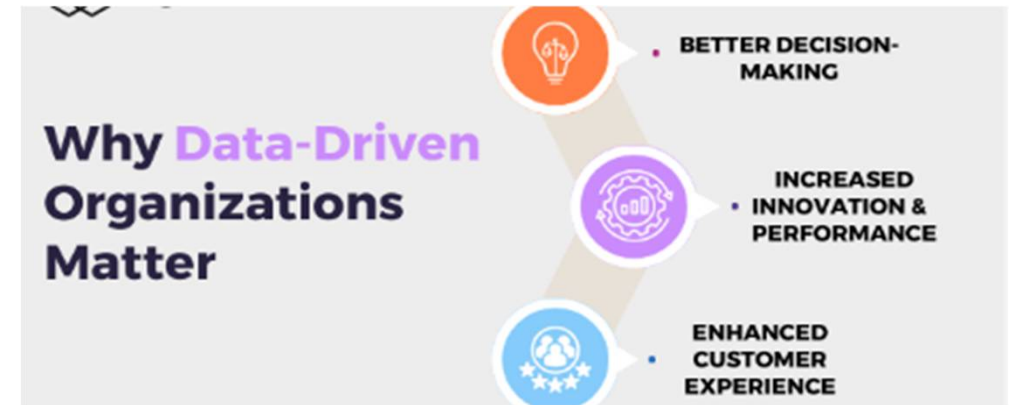 Why Data-Driven
Organizations
Matter
BETTER DECISION-
MAKING
INCREASED
INNOVATION &
PERFORMANCE
ENHANCED
CUSTOMER
EXPERIENCE